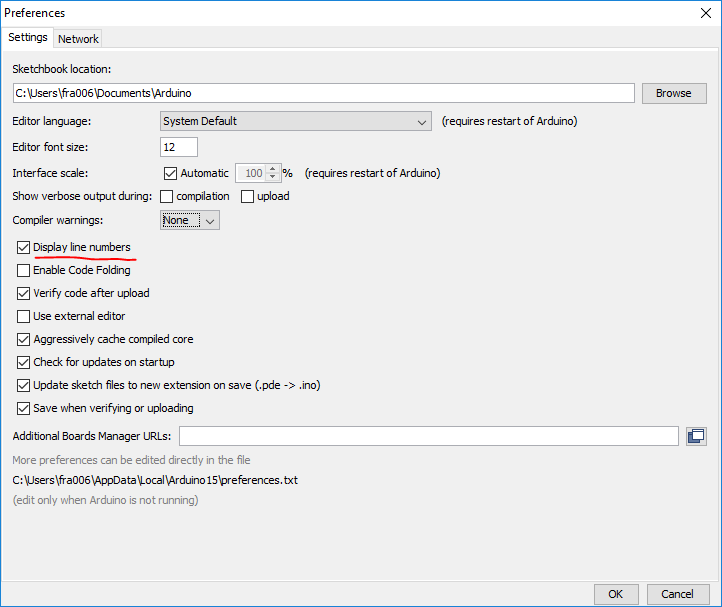 Preferences
Settings Network
Sketchbook location:
C:\Users\fra006\Documents\Arduino Browse
Editor language: System Default (requires restart of Arduino)
Editor font size: 12
Interface scale: Automatic 100 % (requires restart of Arduino)
Show verbose output during: compilation upload
Compiler warnings: None
Display line numbers
Enable Code Folding
Verify code after upload
Use external editor
Aggressively cache compiled core
Check for updates on startup
Update sketch files to new extension on save (.pde -> .ino)
Save when verifying or uploading
Additional Boards Manager URLs:
More preferences can be edited directly in the file
C:\Users\fra006\AppData\Local\Arduino15\preferences.txt
(edit only when Arduino is not running)
OK Cancel